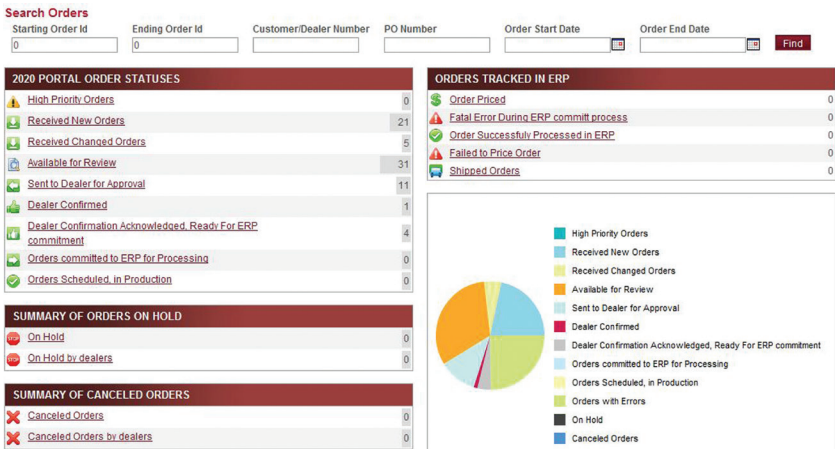 Search Orders
Starting Order Id Ending Order Id Customer/Dealer Number PO Number Order Start Date Order End Date
0 0 Find
2020 PORTAL ORDER STATUSES
High Priority Orders 0
Received New Orders 21
Received Changed Orders 5
Available for Review 31
Sent to Dealer for Approval 11
Dealer Confirmed 1
Dealer Confirmation Acknowledged, Ready For ERP
commitment 4
Orders committed to ERP for Processing 0
Orders Scheduled, in Production 0
SUMMARY OF ORDERS ON HOLD
STOP On Hold 0
STOP On Hold by dealers 0
SUMMARY OF CANCELED ORDERS
Canceled Orders 0
Canceled Orders by dealers 0
ORDERS TRACKED IN ERP
Order Priced 0
Fatal Error During ERP committ process 0
Order Successfuly Processed in ERP 0
Failed to Price Order 0
Shipped Orders 0
High Priority Orders
Received New Orders
Received Changed Orders
Available for Review
Sent to Dealer for Approval
Dealer Confirmed
Dealer Confirmation Acknowledged, Ready For ERP commitment
Orders committed to ERP for Processing
Orders Scheduled, in Production
Orders with Errors
On Hold
Canceled Orders